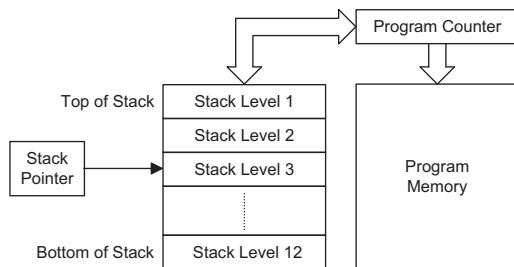 Program Counter
Top of Stack
Stack Level 1
Stack Level 2
Stack
Pointer
Stack Level 3
Program
Memory
Bottom of Stack
Stack Level 12